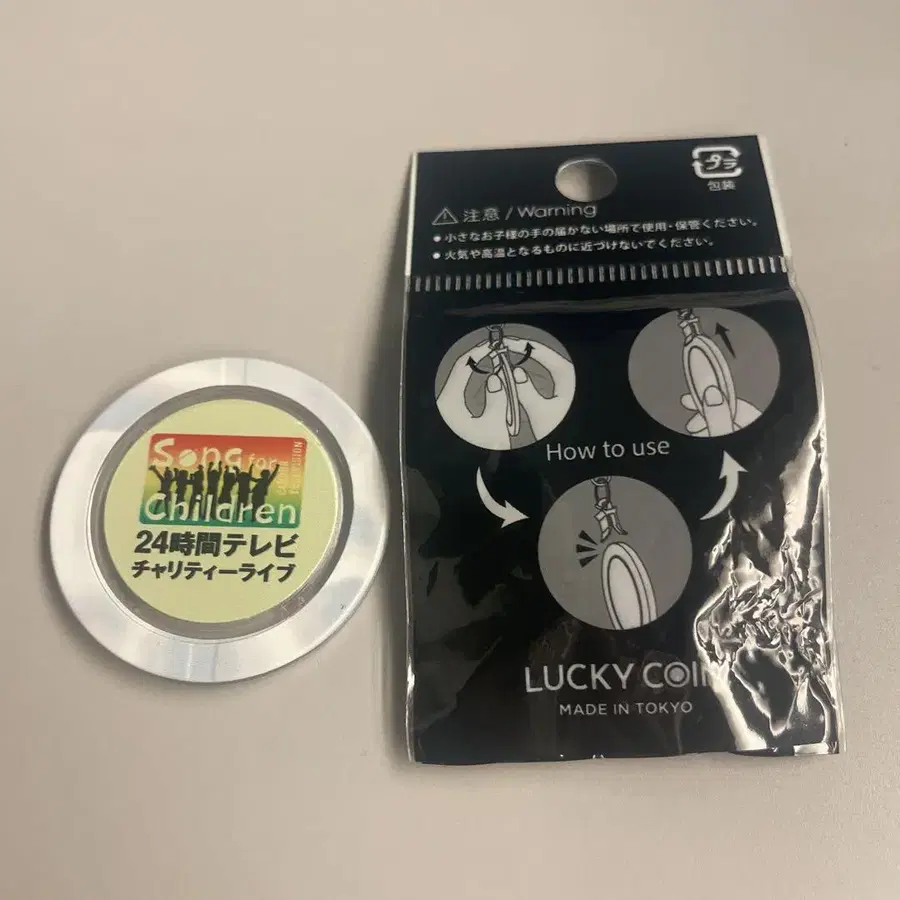 Song for
Children
24時間テレビ
チャリティーライブ
プラ
包装
注意 / Warning
● 小さなお子様の手の届かない場所で使用・保管ください。
● 火気や高温となるものに近づけないでください。
How to use
LUCKY COIN
MADE IN TOKYO